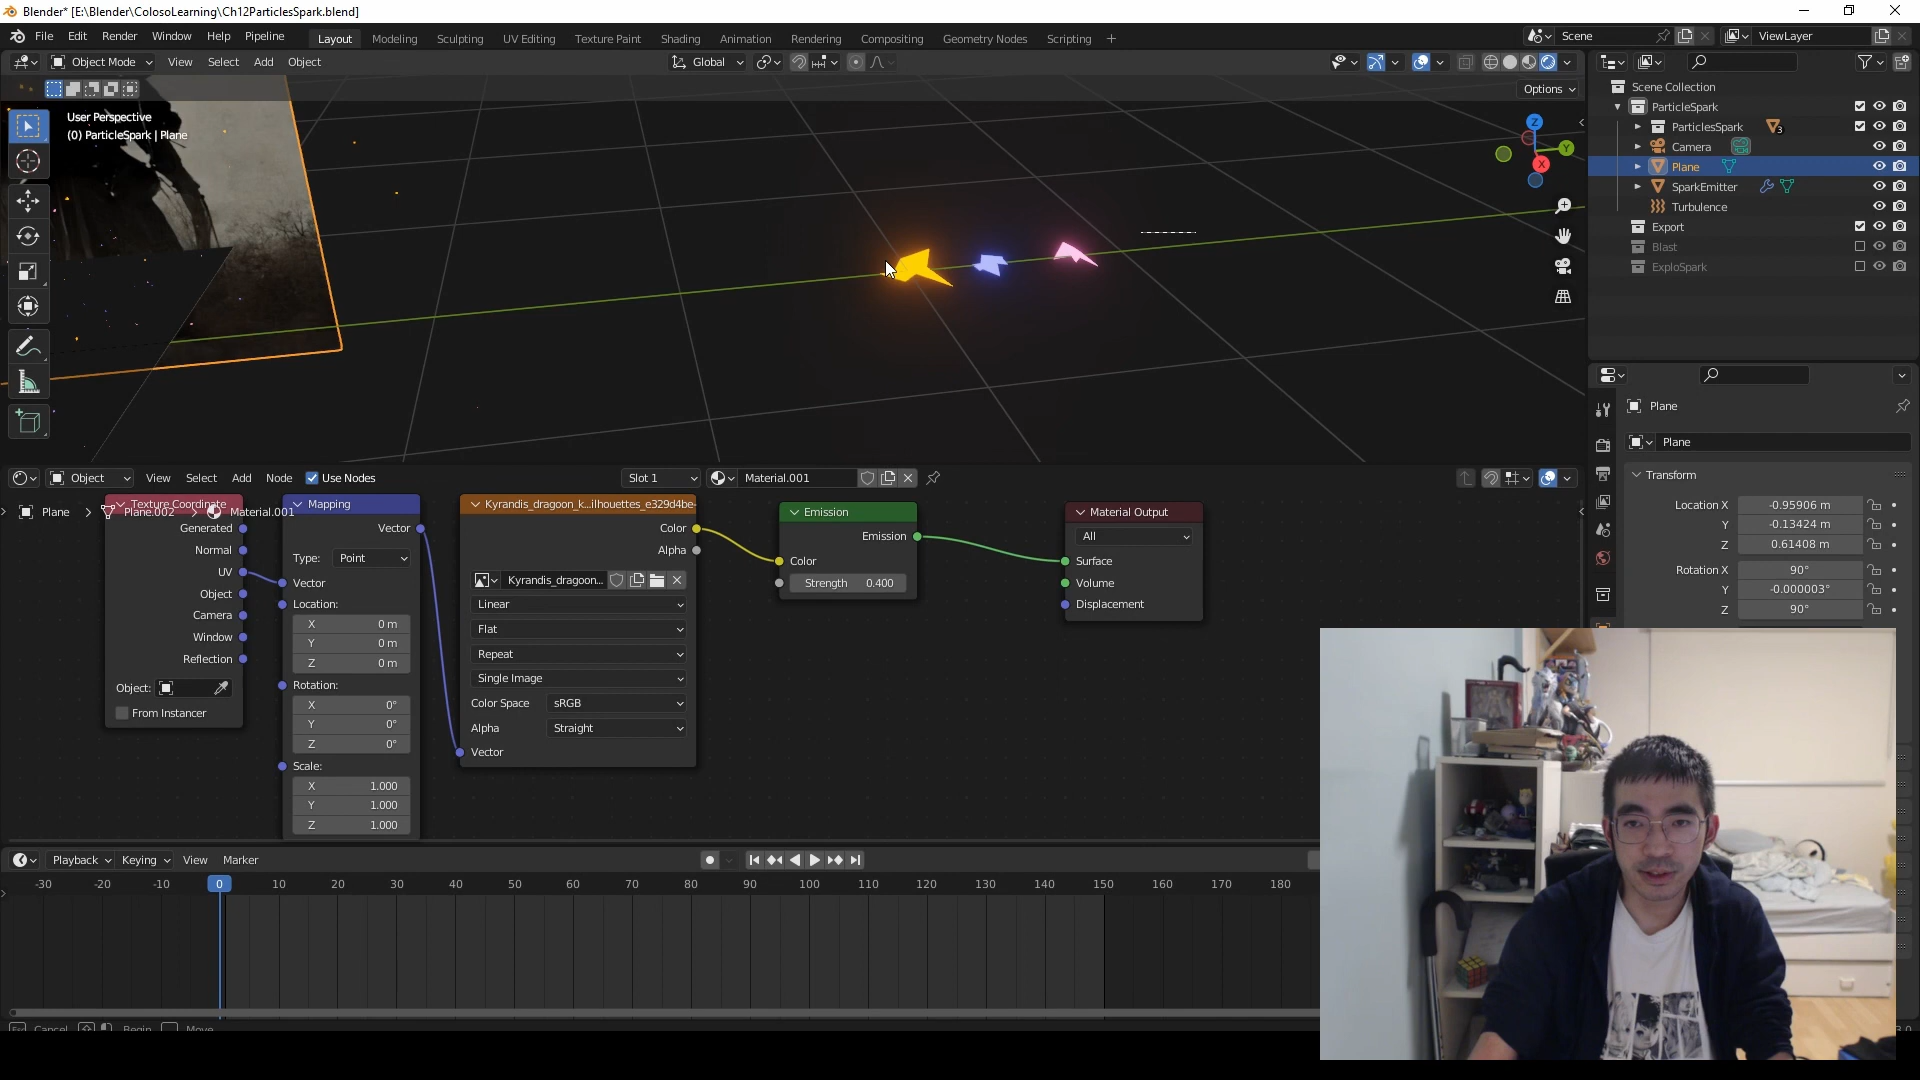 Blender* [E:\Blender\ColosoLearning\Ch12ParticlesSpark.blend]
File Edit Render Window Help Pipeline
Layout Modeling Sculpting UV Editing Texture Paint Shading Animation Rendering Compositing Geometry Nodes Scripting +
Scene
ViewLayer
Object Mode View Select Add Object
Global
Options
User Perspective
(0) ParticleSpark | Plane
Z
Y
X
Scene Collection
ParticleSpark
ParticlesSpark 3
Camera
Plane
SparkEmitter
Turbulence
Export
Blast
ExploSpark
Plane
Plane
Transform
Location X -0.95906 m
Y -0.13424 m
Z 0.61408 m
Rotation X 90°
Y -0.000003°
Z 90°
Object View Select Add Node Use Nodes
Slot 1
Material.001
Plane > Plane.002 > Material.001
Texture Coordinate
Generated
Normal
UV
Object
Camera
Window
Reflection
Object:
From Instancer
Mapping
Vector
Type: Point
Vector
Location:
X 0 m
Y 0 m
Z 0 m
Rotation:
X 0°
Y 0°
Z 0°
Scale:
X 1.000
Y 1.000
Z 1.000
Kyrandis_dragoon_k...ilhouettes_e329d4be-
Color
Alpha
Kyrandis_dragoon...
Linear
Flat
Repeat
Single Image
Color Space sRGB
Alpha Straight
Vector
Emission
Emission
Color
Strength 0.400
Material Output
All
Surface
Volume
Displacement
Playback Keying View Marker
-30 -20 -10 0 10 20 30 40 50 60 70 80 90 100 110 120 130 140 150 160 170 180
Esc Cancel Begin Move